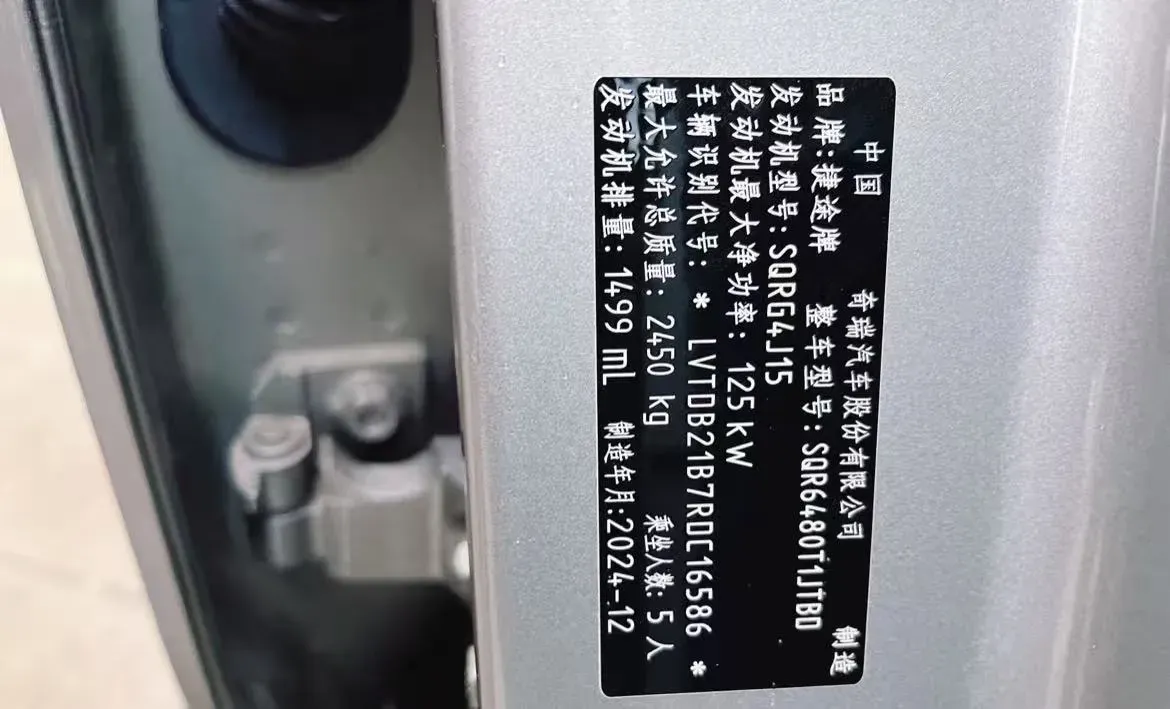 中国 奇瑞汽车股份有限公司 制造
品牌:捷途牌 整车型号:SQR6480T1JTBD
发动机型号:SQRG4J15
发动机最大净功率:125kW
车辆识别代号: * LVTDB21B7RDC16586 *
最大允许总质量:2450 kg 乘坐人数:5人
发动机排量:1499 mL 制造年月:2024-12